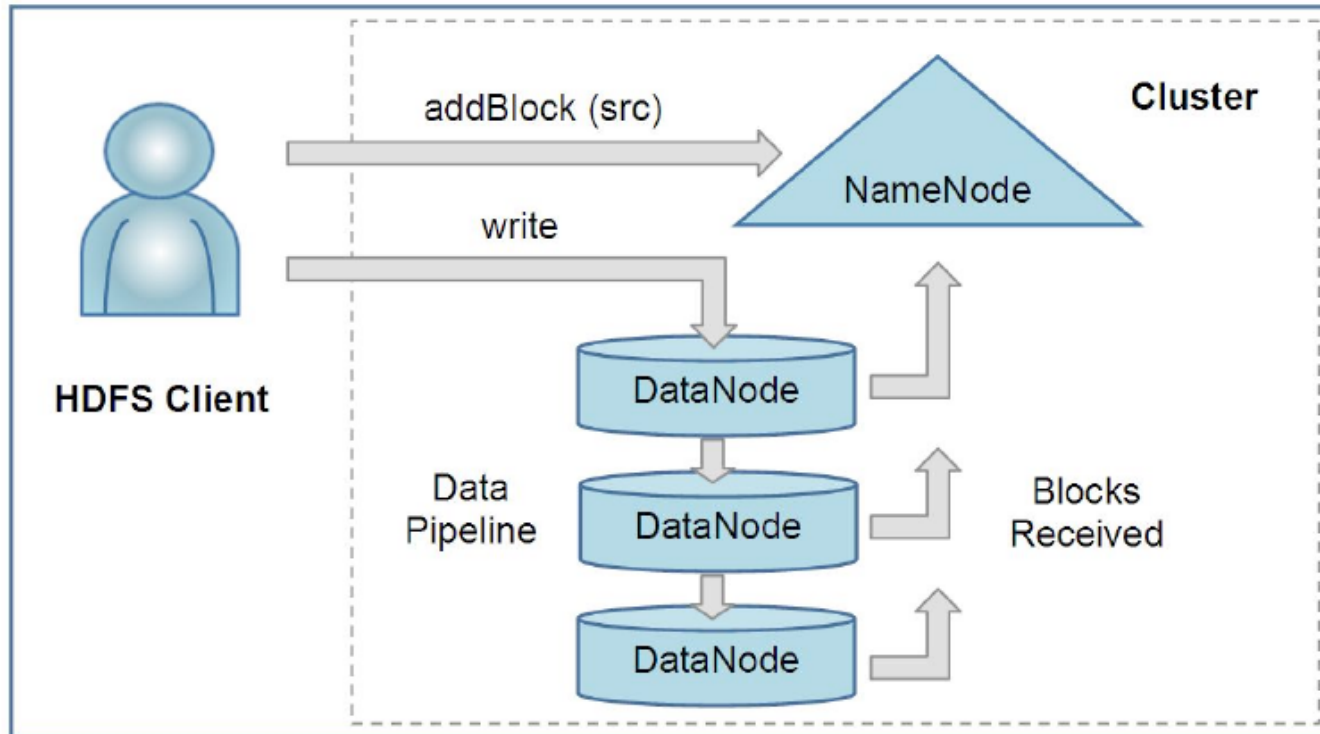 addBlock (src)
Cluster
NameNode
write
HDFS Client
DataNode
Data
Pipeline
DataNode
Blocks
Received
DataNode